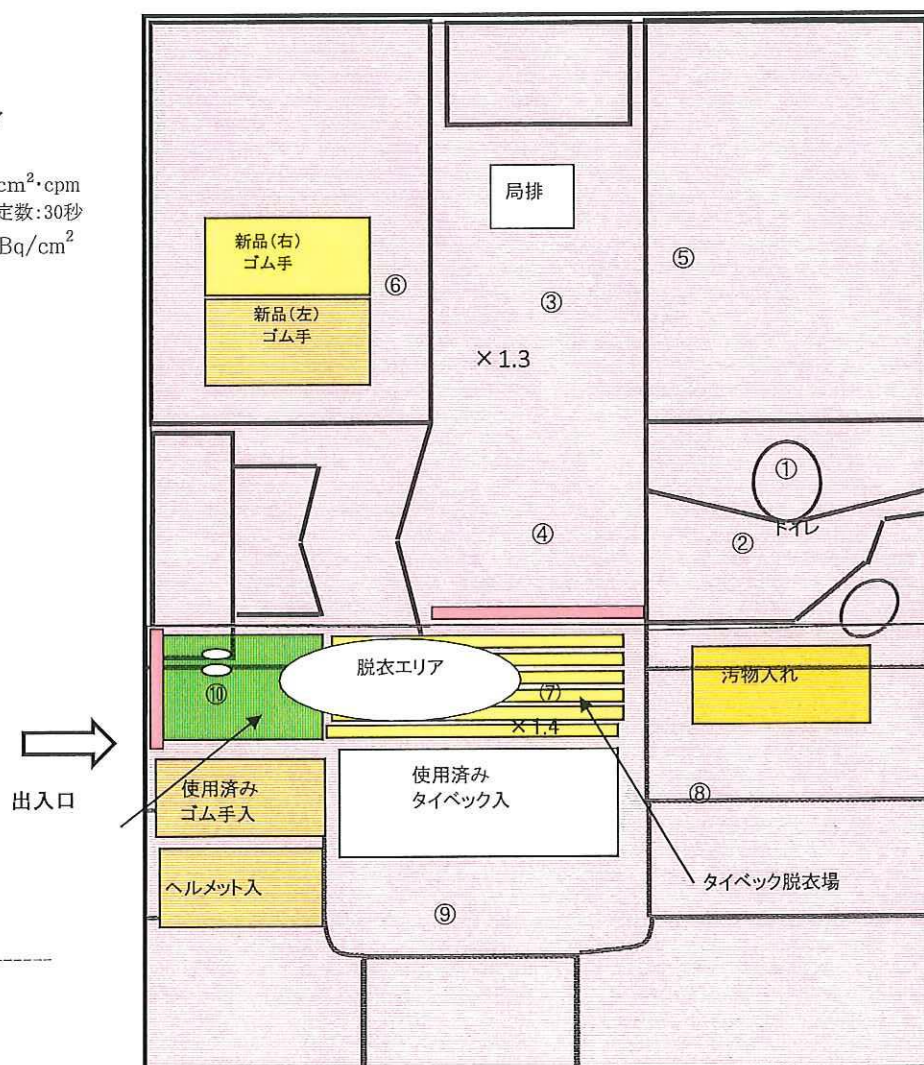 cm²・cpm
定数:30秒
Bq/cm²
局排
新品(右)
ゴム手
⑥
⑤
③
新品(左)
ゴム手
×1.3
①
④
②
トイレ
脱衣エリア
⑩
⑦
×1.4
汚物入れ
出入口
使用済み
ゴム手入
使用済み
タイベック入
⑧
ヘルメット入
タイベック脱衣場
⑨